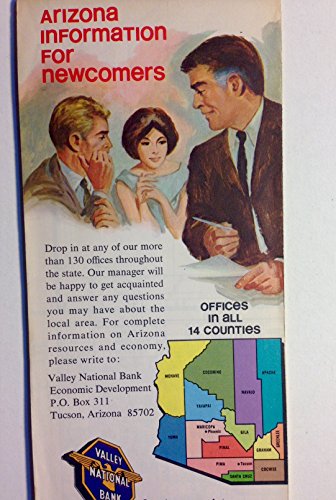 Arizona
information
for
newcomers
Drop in at any of our more
than 130 offices throughout
the state. Our manager will
be happy to get acquainted
and answer any questions
you may have about the
local area. For complete
information on Arizona
resources and economy,
please write to:
Valley National Bank
Economic Development
P.O. Box 311
Tucson, Arizona 85702
OFFICES
IN ALL
14 COUNTIES
MOHAVE
COCONINO
NAVAJO
APACHE
YAVAPAI
YUMA
MARICOPA
Phoenix
GILA
GREENLEE
PINAL
GRAHAM
PIMA
Tucson
COCHISE
SANTA CRUZ
VALLEY
NATIONAL
BANK